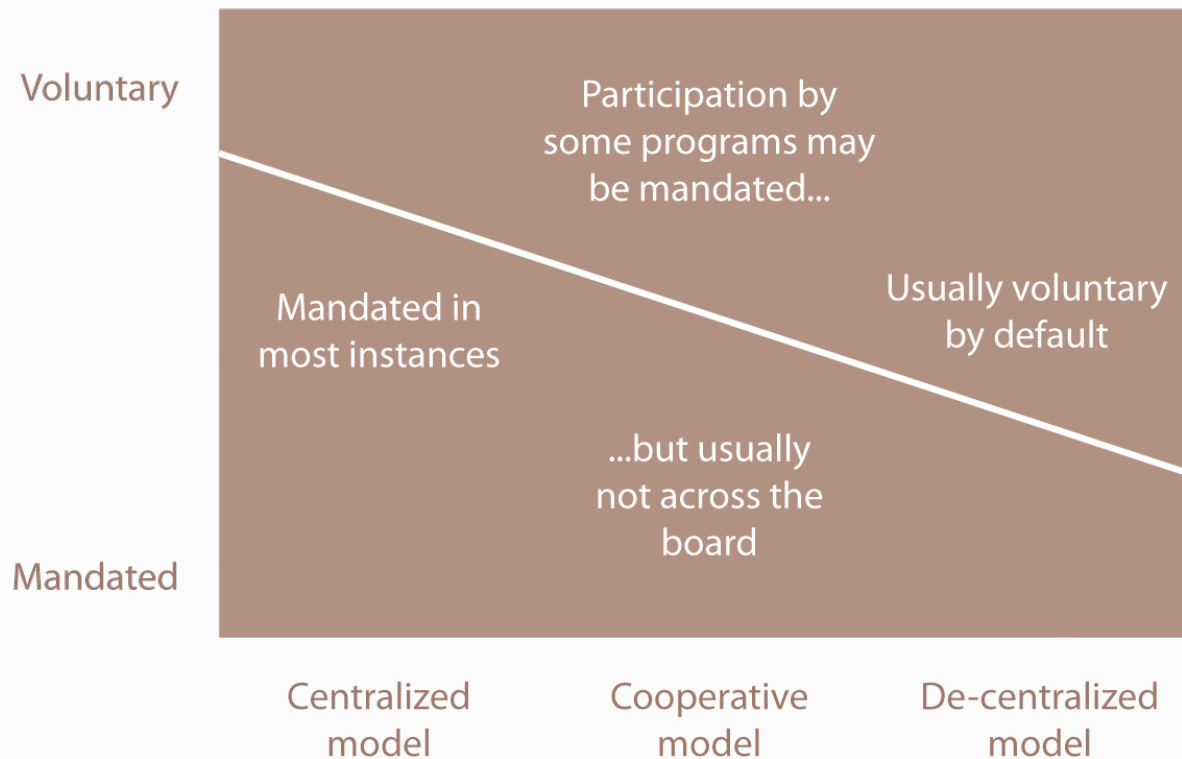 Voluntary
Participation by
some programs may
be mandated...
Mandated in
most instances
Usually voluntary
by default
...but usually
not across the
board
Mandated
Centralized
model
Cooperative
model
De-centralized
model